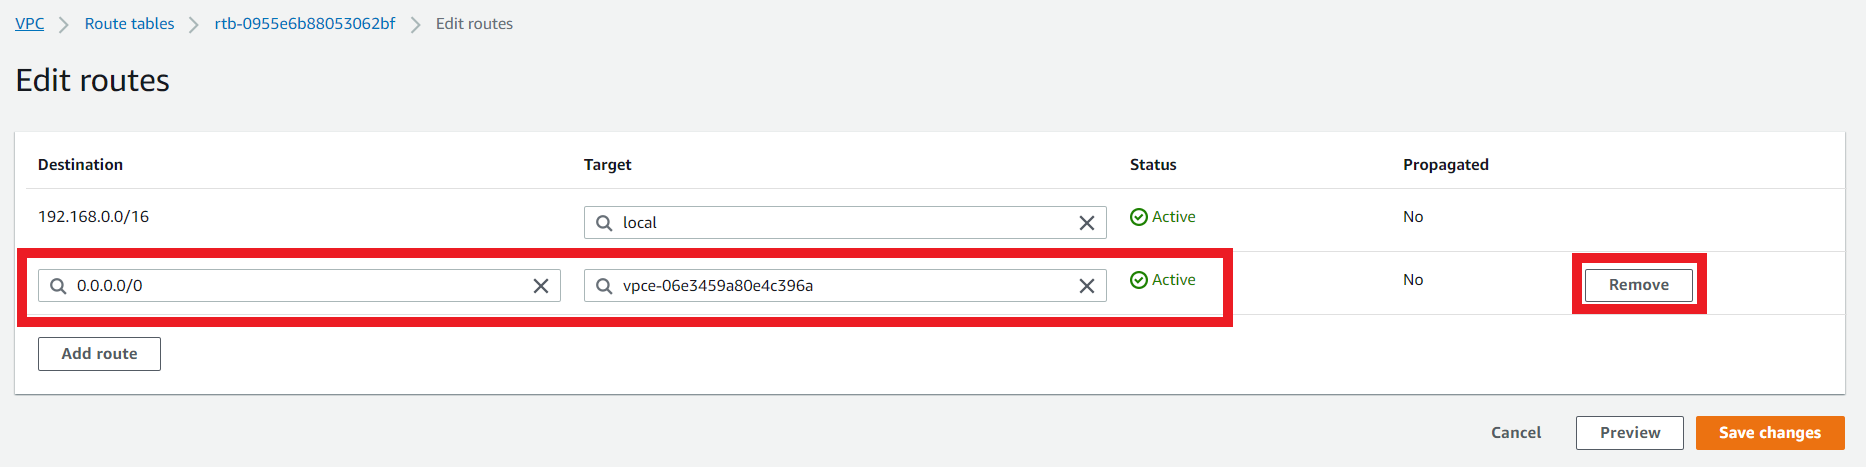 VPC > Route tables > rtb-0955e6b88053062bf > Edit routes
Edit routes
Destination Target Status Propagated
192.168.0.0/16 local Active No
0.0.0.0/0 vpce-06e3459a80e4c396a Active No Remove
Add route
Cancel Preview Save changes